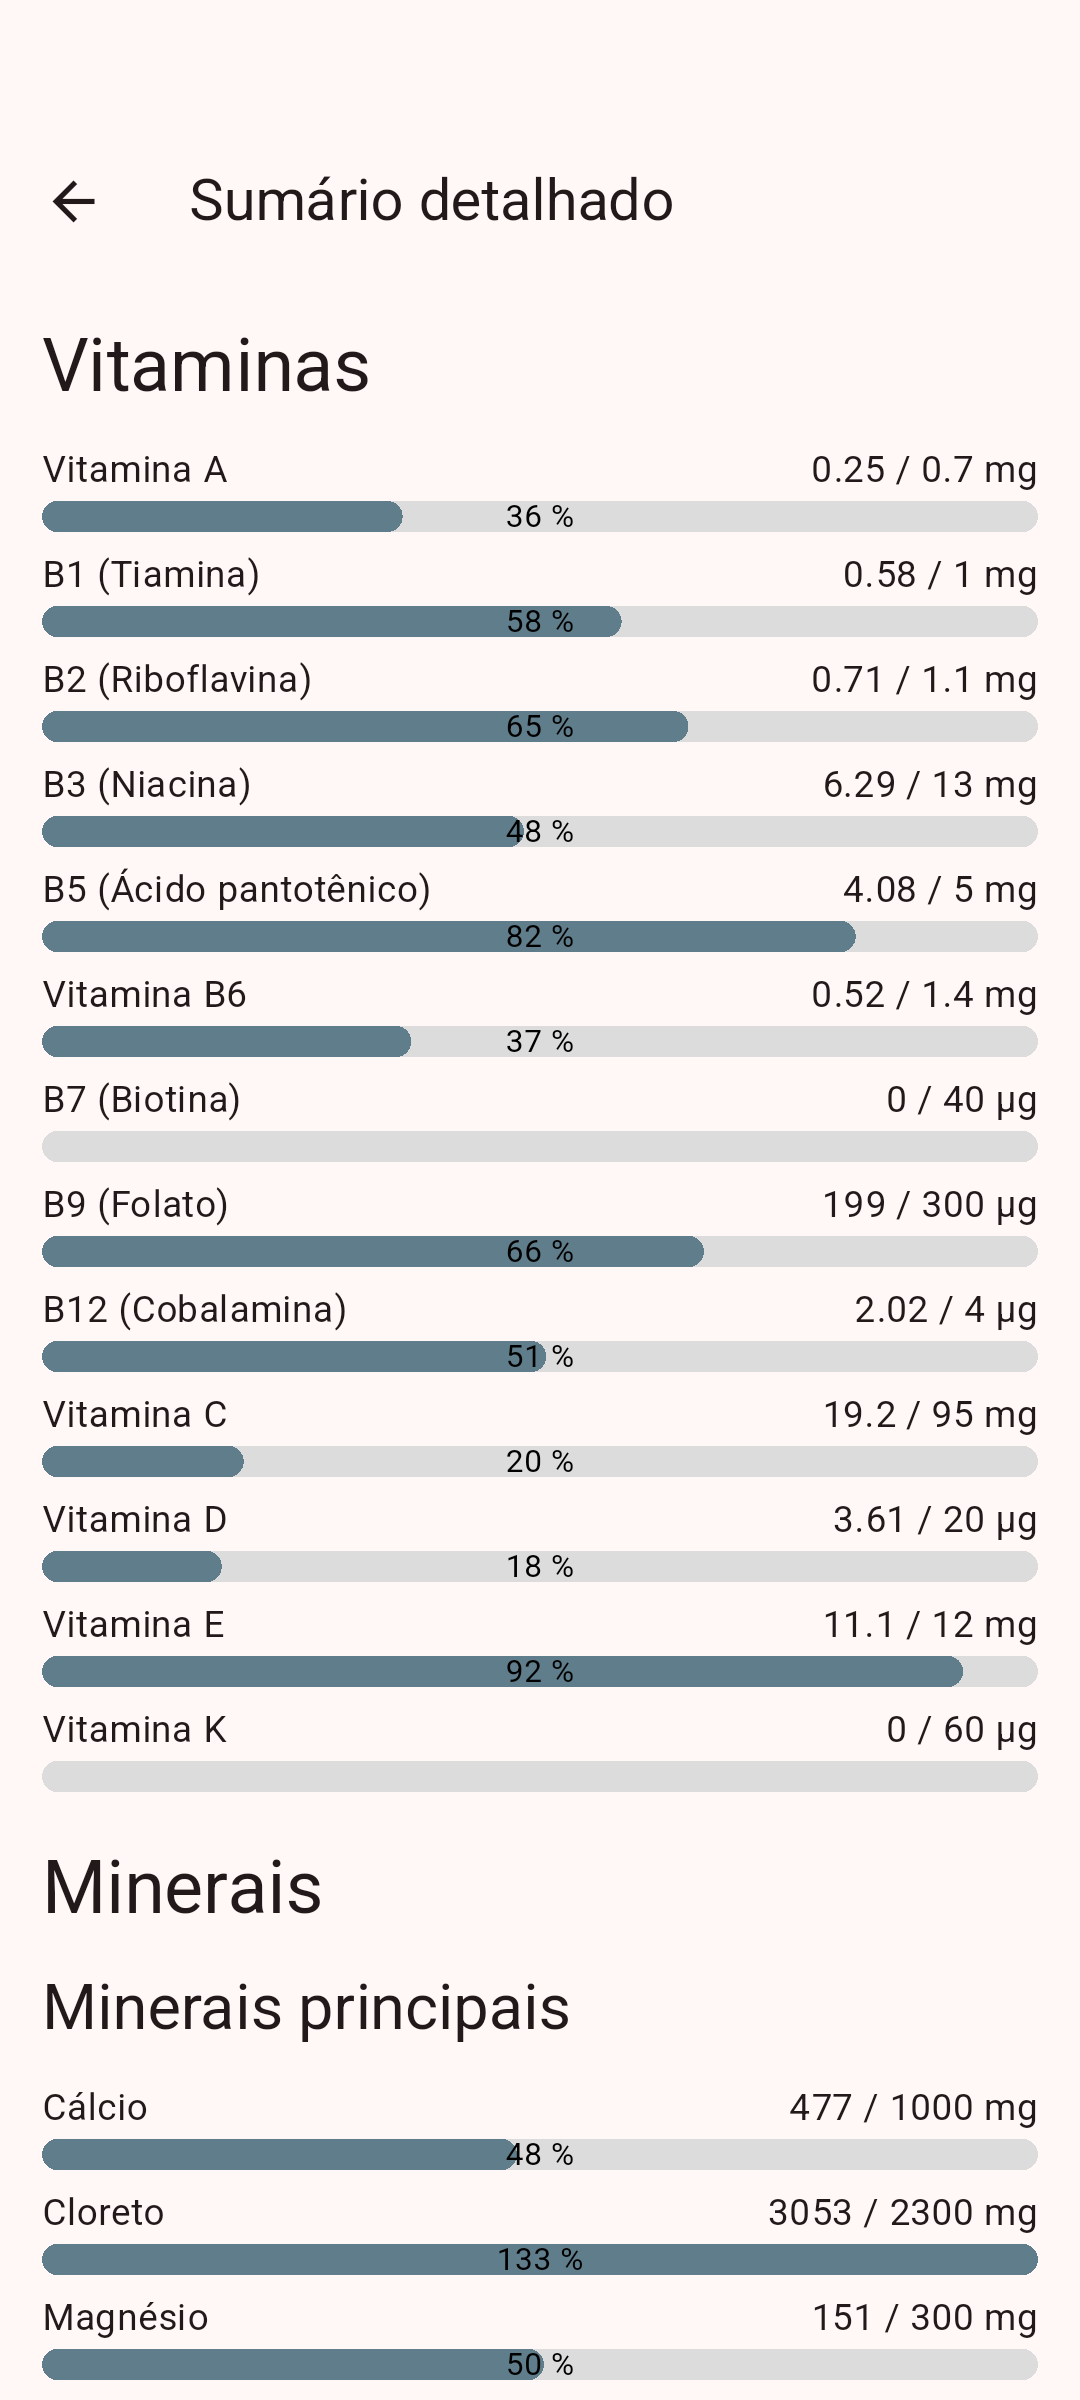 Sumário detalhado
Vitaminas
Vitamina A 0.25 / 0.7 mg
36 %
B1 (Tiamina) 0.58 / 1 mg
58 %
B2 (Riboflavina) 0.71 / 1.1 mg
65 %
B3 (Niacina) 6.29 / 13 mg
48 %
B5 (Ácido pantotênico) 4.08 / 5 mg
82 %
Vitamina B6 0.52 / 1.4 mg
37 %
B7 (Biotina) 0 / 40 µg
B9 (Folato) 199 / 300 µg
66 %
B12 (Cobalamina) 2.02 / 4 µg
51 %
Vitamina C 19.2 / 95 mg
20 %
Vitamina D 3.61 / 20 µg
18 %
Vitamina E 11.1 / 12 mg
92 %
Vitamina K 0 / 60 µg
Minerais
Minerais principais
Cálcio 477 / 1000 mg
48 %
Cloreto 3053 / 2300 mg
133 %
Magnésio 151 / 300 mg
50 %